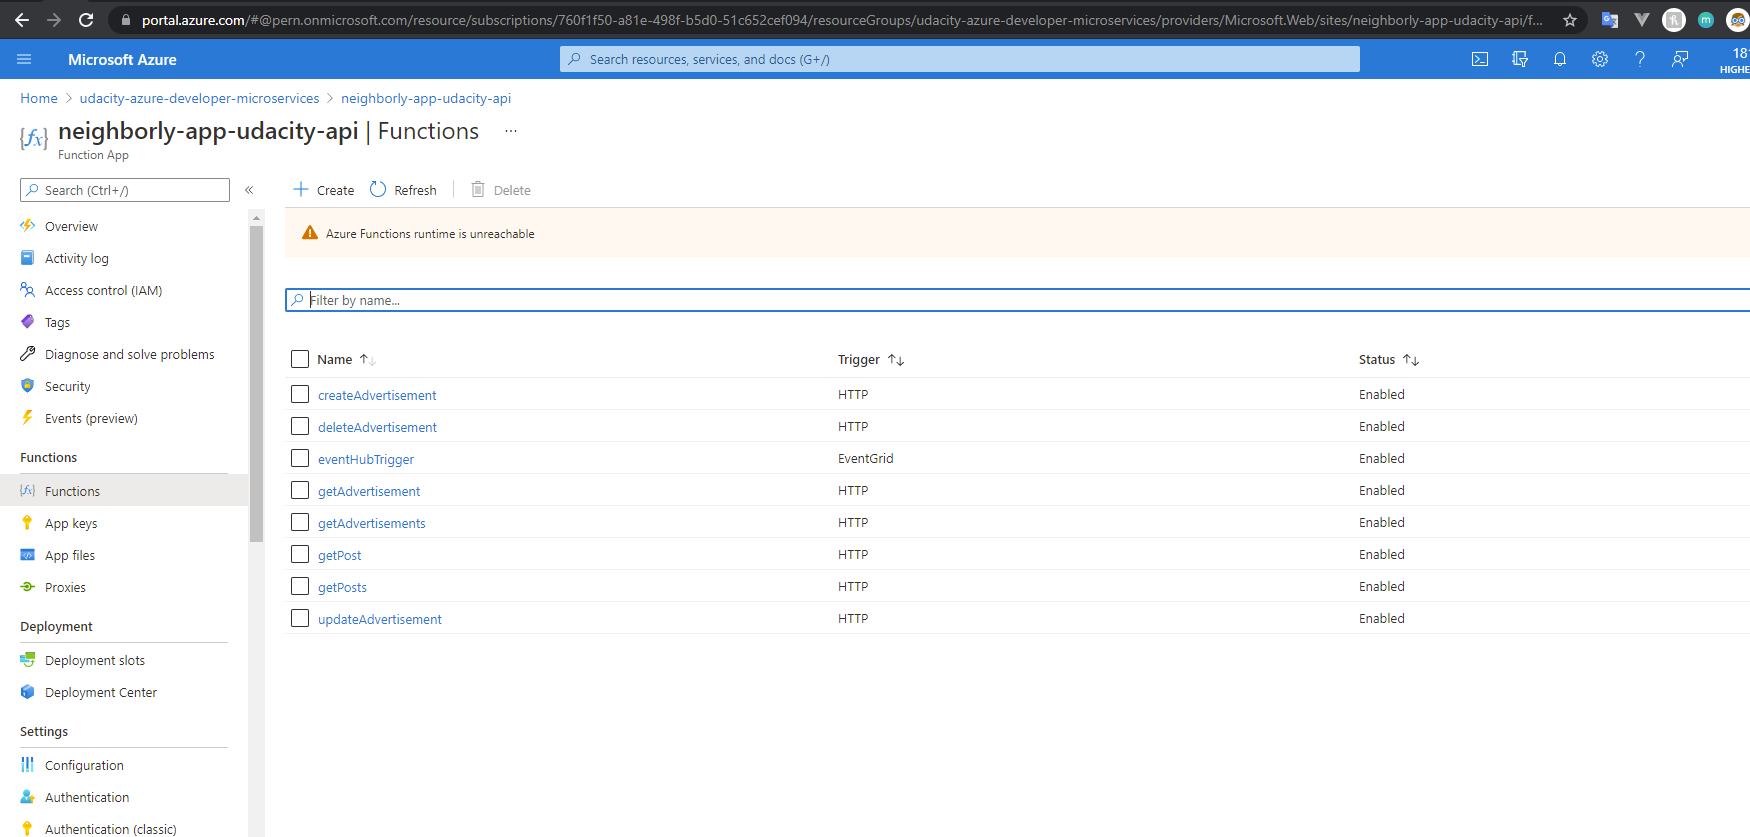 portal.azure.com/#@pern.onmicrosoft.com/resource/subscriptions/760f1f50-a81e-498f-b5d0-51c652cef094/resourceGroups/udacity-azure-developer-microservices/providers/Microsoft.Web/sites/neighborly-app-udacity-api/f...
Microsoft Azure
Search resources, services, and docs (G+/)
18
HIGHE
Home > udacity-azure-developer-microservices > neighborly-app-udacity-api
neighborly-app-udacity-api | Functions ...
Function App
Search (Ctrl+/)
«
Create
Refresh
Delete
Overview
Activity log
Access control (IAM)
Tags
Diagnose and solve problems
Security
Events (preview)
Functions
Functions
App keys
App files
Proxies
Deployment
Deployment slots
Deployment Center
Settings
Configuration
Authentication
Authentication (classic)
Azure Functions runtime is unreachable
Filter by name...
Name Trigger Status
createAdvertisement HTTP Enabled
deleteAdvertisement HTTP Enabled
eventHubTrigger EventGrid Enabled
getAdvertisement HTTP Enabled
getAdvertisements HTTP Enabled
getPost HTTP Enabled
getPosts HTTP Enabled
updateAdvertisement HTTP Enabled